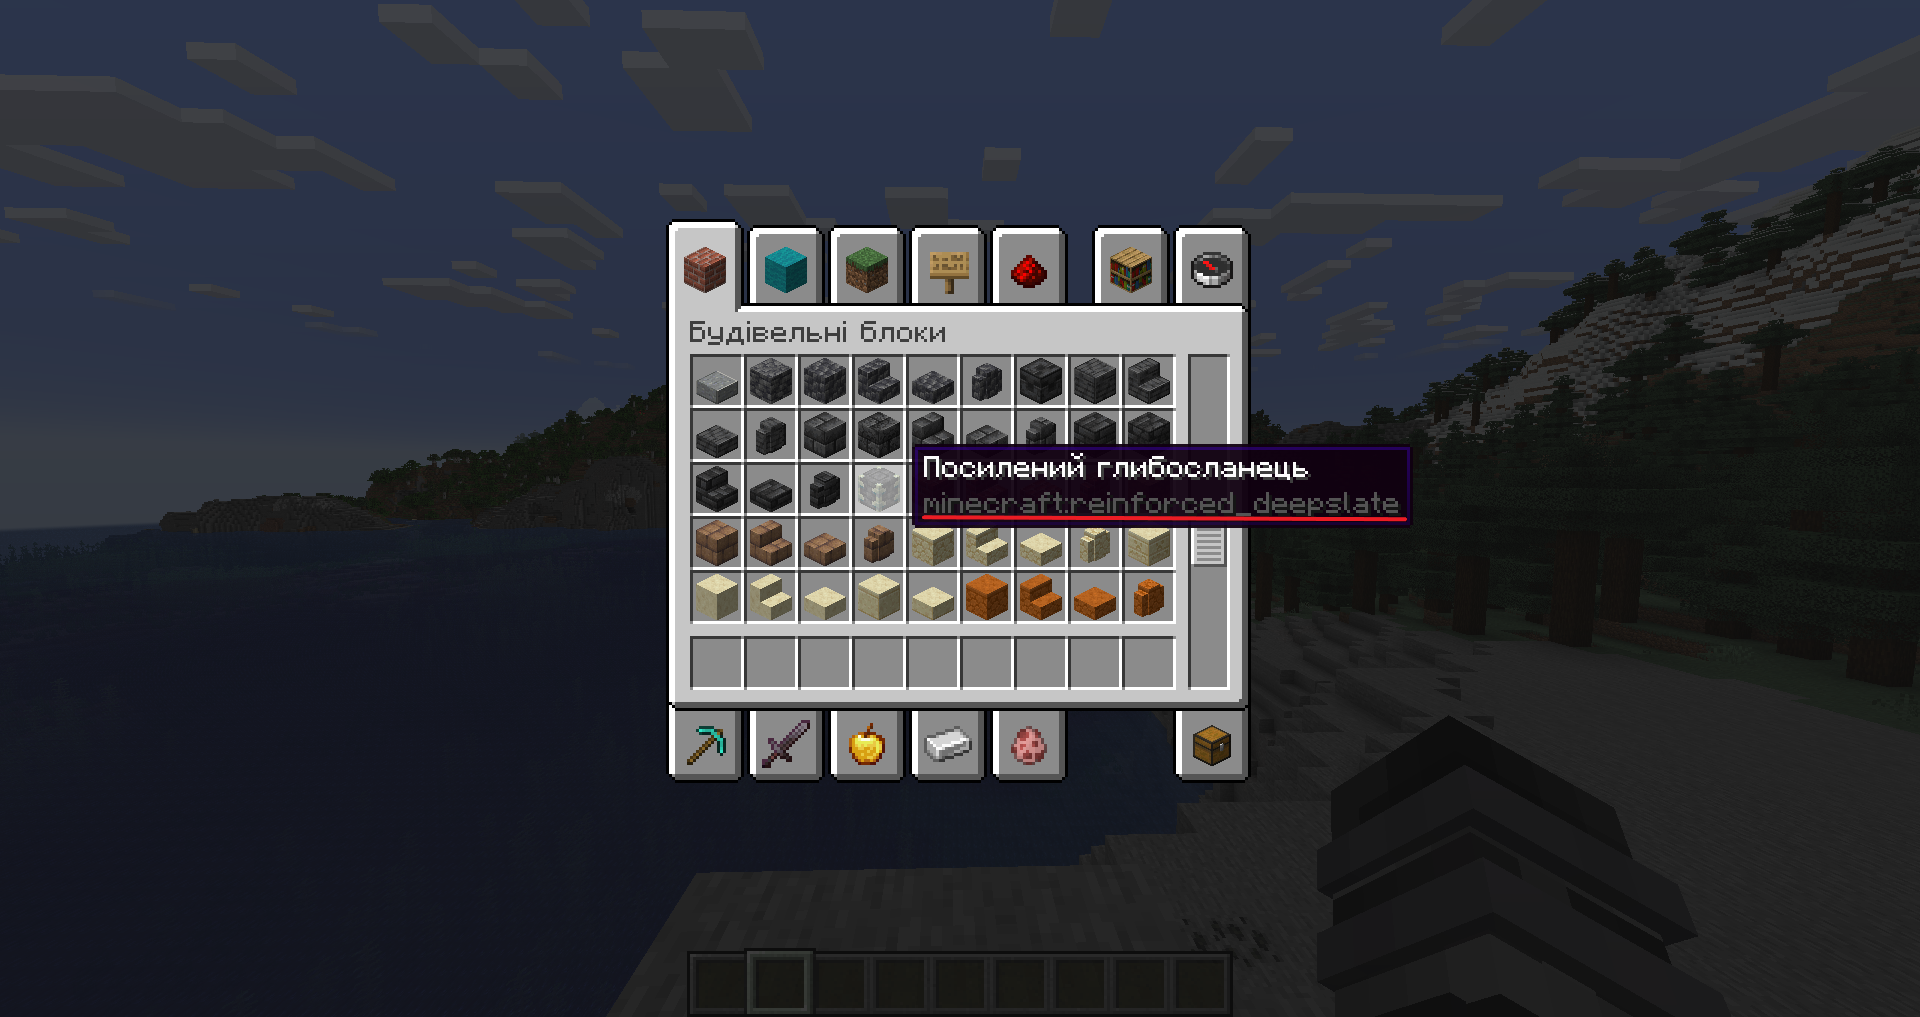 Будівельні блоки
Посилений глибосланець
minecraft:reinforced_deepslate